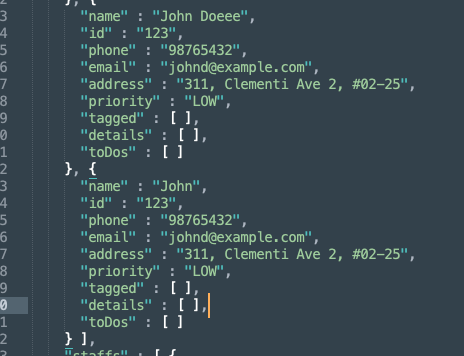 2 }, {
3 "name" : "John Doeee",
4 "id" : "123",
5 "phone" : "98765432",
6 "email" : "johnd@example.com",
7 "address" : "311, Clementi Ave 2, #02-25",
8 "priority" : "LOW",
9 "tagged" : [ ],
0 "details" : [ ],
1 "toDos" : [ ]
2 }, {
3 "name" : "John",
4 "id" : "123",
5 "phone" : "98765432",
6 "email" : "johnd@example.com",
7 "address" : "311, Clementi Ave 2, #02-25",
8 "priority" : "LOW",
9 "tagged" : [ ],
0 "details" : [ ],
1 "toDos" : [ ]
2 } ],
3 "staffs" : [ {